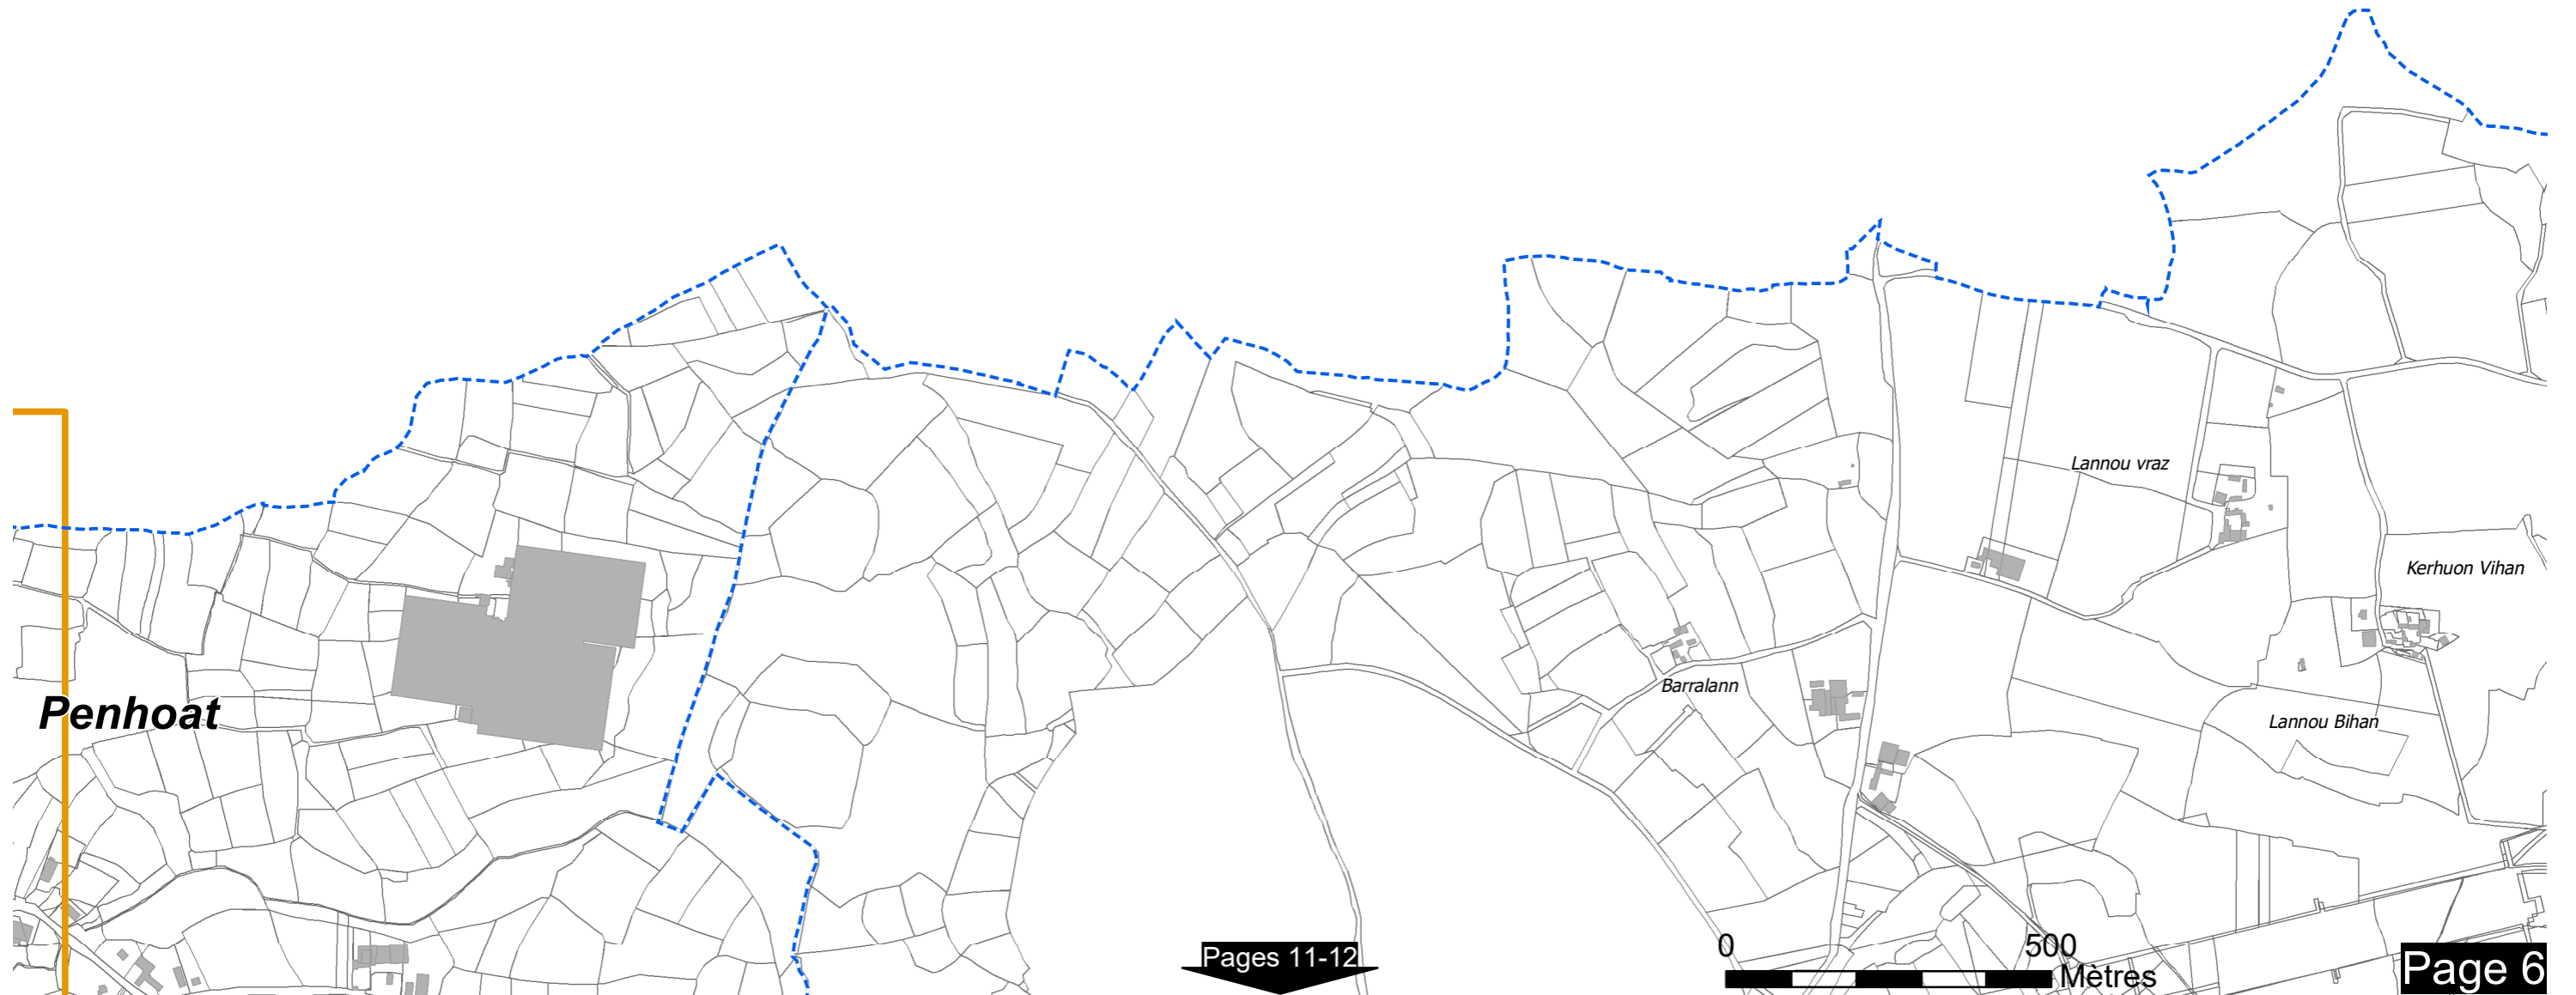 Lannou vraz
Kerhuon Vihan
Barralann
Penhoat
Lannou Bihan
Pages 11-12
0
500
Mètres
Page 6